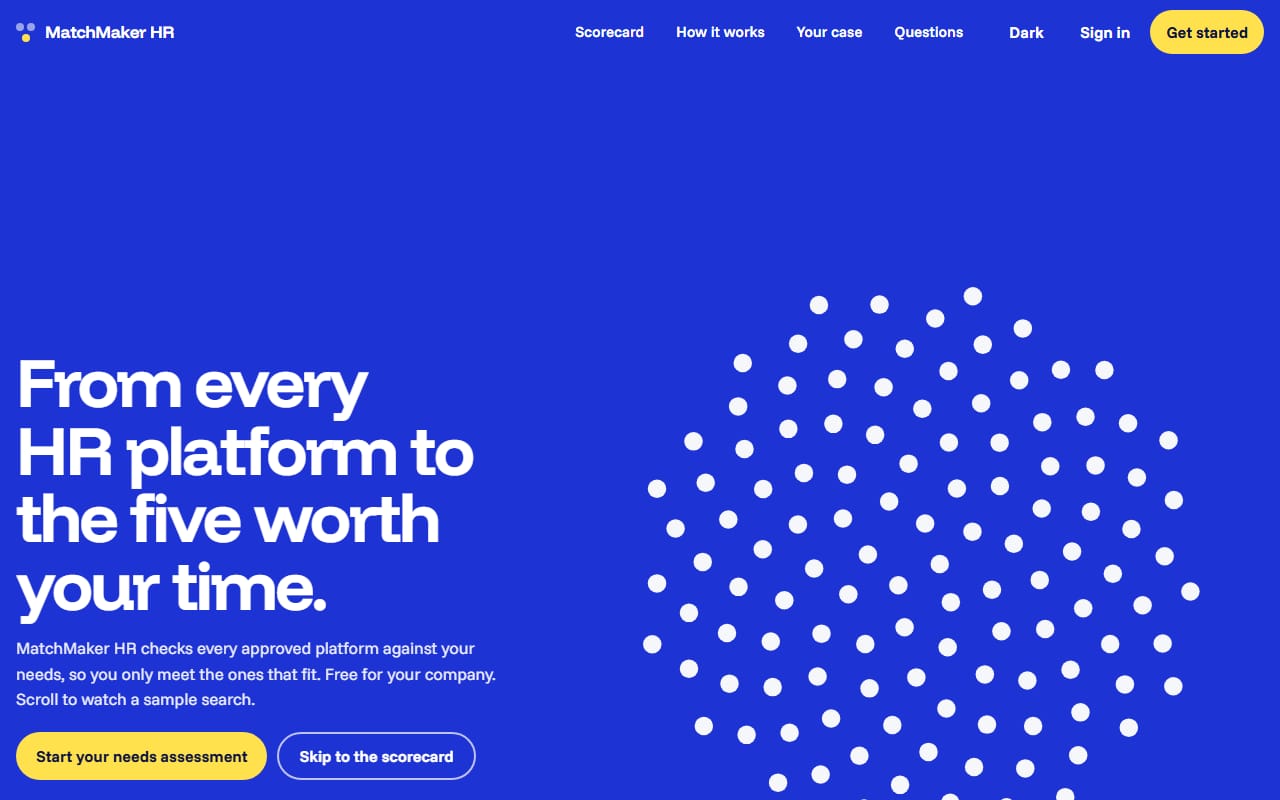 MatchMaker HR
Scorecard
How it works
Your case
Questions
Dark
Sign in
Get started
From every
HR platform to
the five worth
your time.
MatchMaker HR checks every approved platform against your
needs, so you only meet the ones that fit. Free for your company.
Scroll to watch a sample search.
Start your needs assessment
Skip to the scorecard